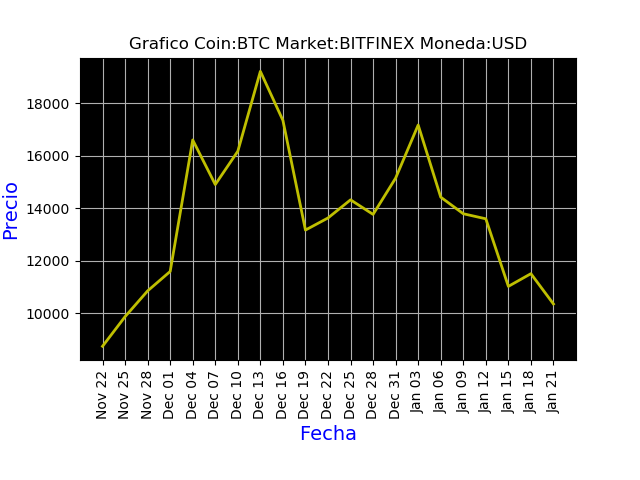 Grafico Coin:BTC Market:BITFINEX Moneda:USD
Precio
18000
16000
14000
12000
10000
Nov 22
Nov 25
Nov 28
Dec 01
Dec 04
Dec 07
Dec 10
Dec 13
Dec 16
Dec 19
Dec 22
Dec 25
Dec 28
Dec 31
Jan 03
Jan 06
Jan 09
Jan 12
Jan 15
Jan 18
Jan 21
Fecha